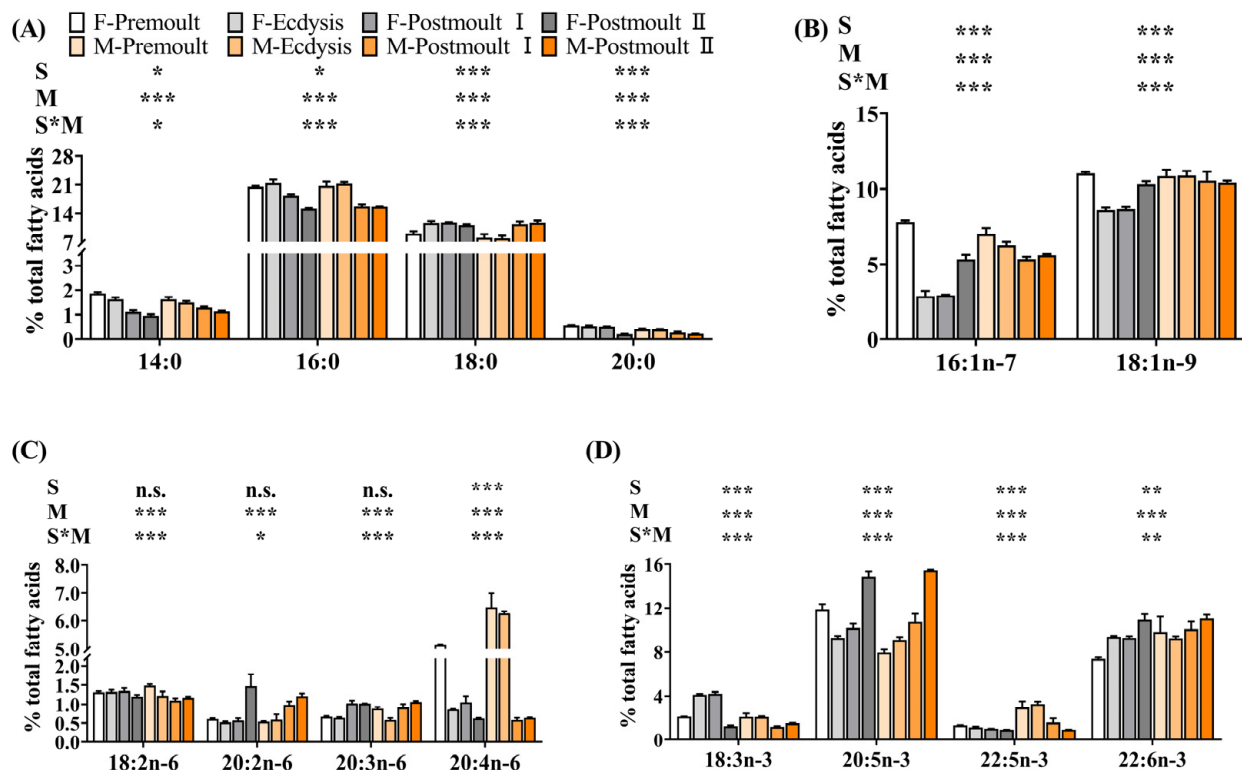 (A) F-Premoult F-Ecdysis F-Postmoult Ⅰ F-Postmoult Ⅱ
M-Premoult M-Ecdysis M-Postmoult Ⅰ M-Postmoult Ⅱ
S * * *** ***
M *** *** *** ***
S*M * *** *** ***
% total fatty acids
28
21
14
7
3
2
1
0
14:0 16:0 18:0 20:0
(B)
S *** ***
M *** ***
S*M *** ***
% total fatty acids
15
10
5
0
16:1n-7 18:1n-9
(C)
S n.s. n.s. n.s. ***
M *** *** *** ***
S*M *** * *** ***
% total fatty acids
8.0
7.0
6.0
5.0
2.0
1.5
1.0
0.5
0.0
18:2n-6 20:2n-6 20:3n-6 20:4n-6
(D)
S *** *** *** **
M *** *** *** ***
S*M *** *** *** **
% total fatty acids
16
12
8
4
0
18:3n-3 20:5n-3 22:5n-3 22:6n-3